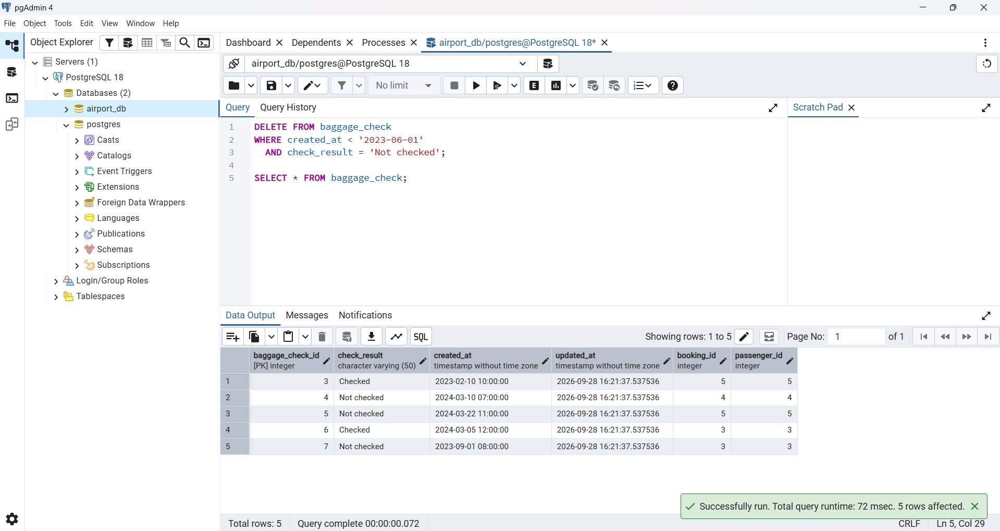 pgAdmin 4
File Object Tools Edit View Window Help
Object Explorer
Dashboard Dependents Processes airport_db/postgres@PostgreSQL 18*
Servers (1)
PostgreSQL 18
Databases (2)
airport_db
postgres
Casts
Catalogs
Event Triggers
Extensions
Foreign Data Wrappers
Languages
Publications
Schemas
Subscriptions
Login/Group Roles
Tablespaces
airport_db/postgres@PostgreSQL 18
No limit
E
Query Query History
Scratch Pad
1 DELETE FROM baggage_check
2 WHERE created_at < '2023-06-01'
3 AND check_result = 'Not checked';
4
5 SELECT * FROM baggage_check;
Data Output Messages Notifications
SQL Showing rows: 1 to 5 Page No: 1 of 1
baggage_check_id check_result created_at updated_at booking_id passenger_id
[PK] integer character varying (50) timestamp without time zone timestamp without time zone integer integer
1 3 Checked 2023-02-10 10:00:00 2026-09-28 16:21:37.537536 5 5
2 4 Not checked 2024-03-10 07:00:00 2026-09-28 16:21:37.537536 4 4
3 5 Not checked 2024-03-22 11:00:00 2026-09-28 16:21:37.537536 5 5
4 6 Checked 2024-03-05 12:00:00 2026-09-28 16:21:37.537536 3 3
5 7 Not checked 2023-09-01 08:00:00 2026-09-28 16:21:37.537536 3 3
Successfully run. Total query runtime: 72 msec. 5 rows affected.
Total rows: 5 Query complete 00:00:00.072 CRLF Ln 5, Col 29